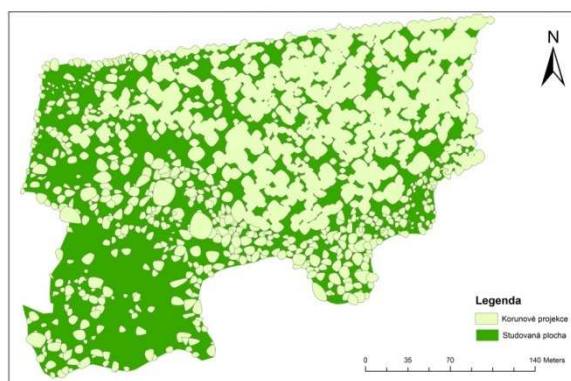 N
Legenda
Korunové projekce
Studovaná plocha
0 35 70 140 Meters